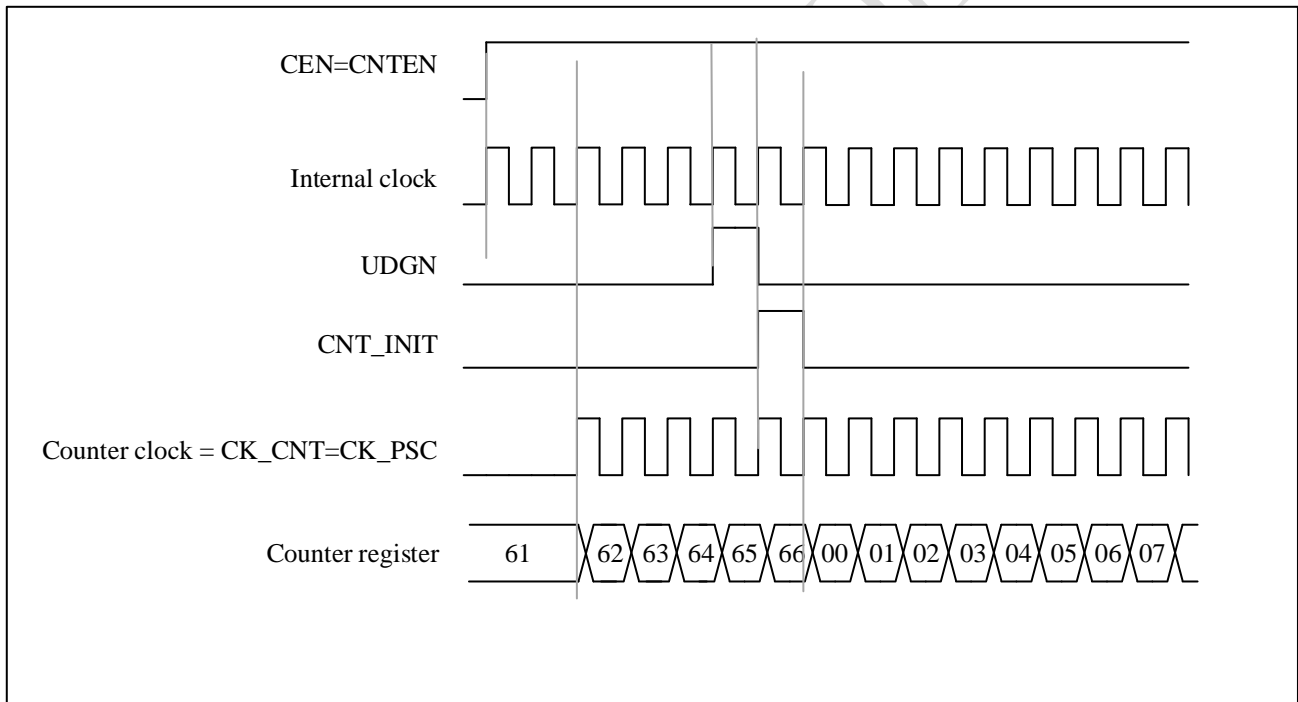 CEN=CNTEN
Internal clock
UDGN
CNT_INIT
Counter clock = CK_CNT=CK_PSC
Counter register 61 62 63 64 65 66 00 01 02 03 04 05 06 07